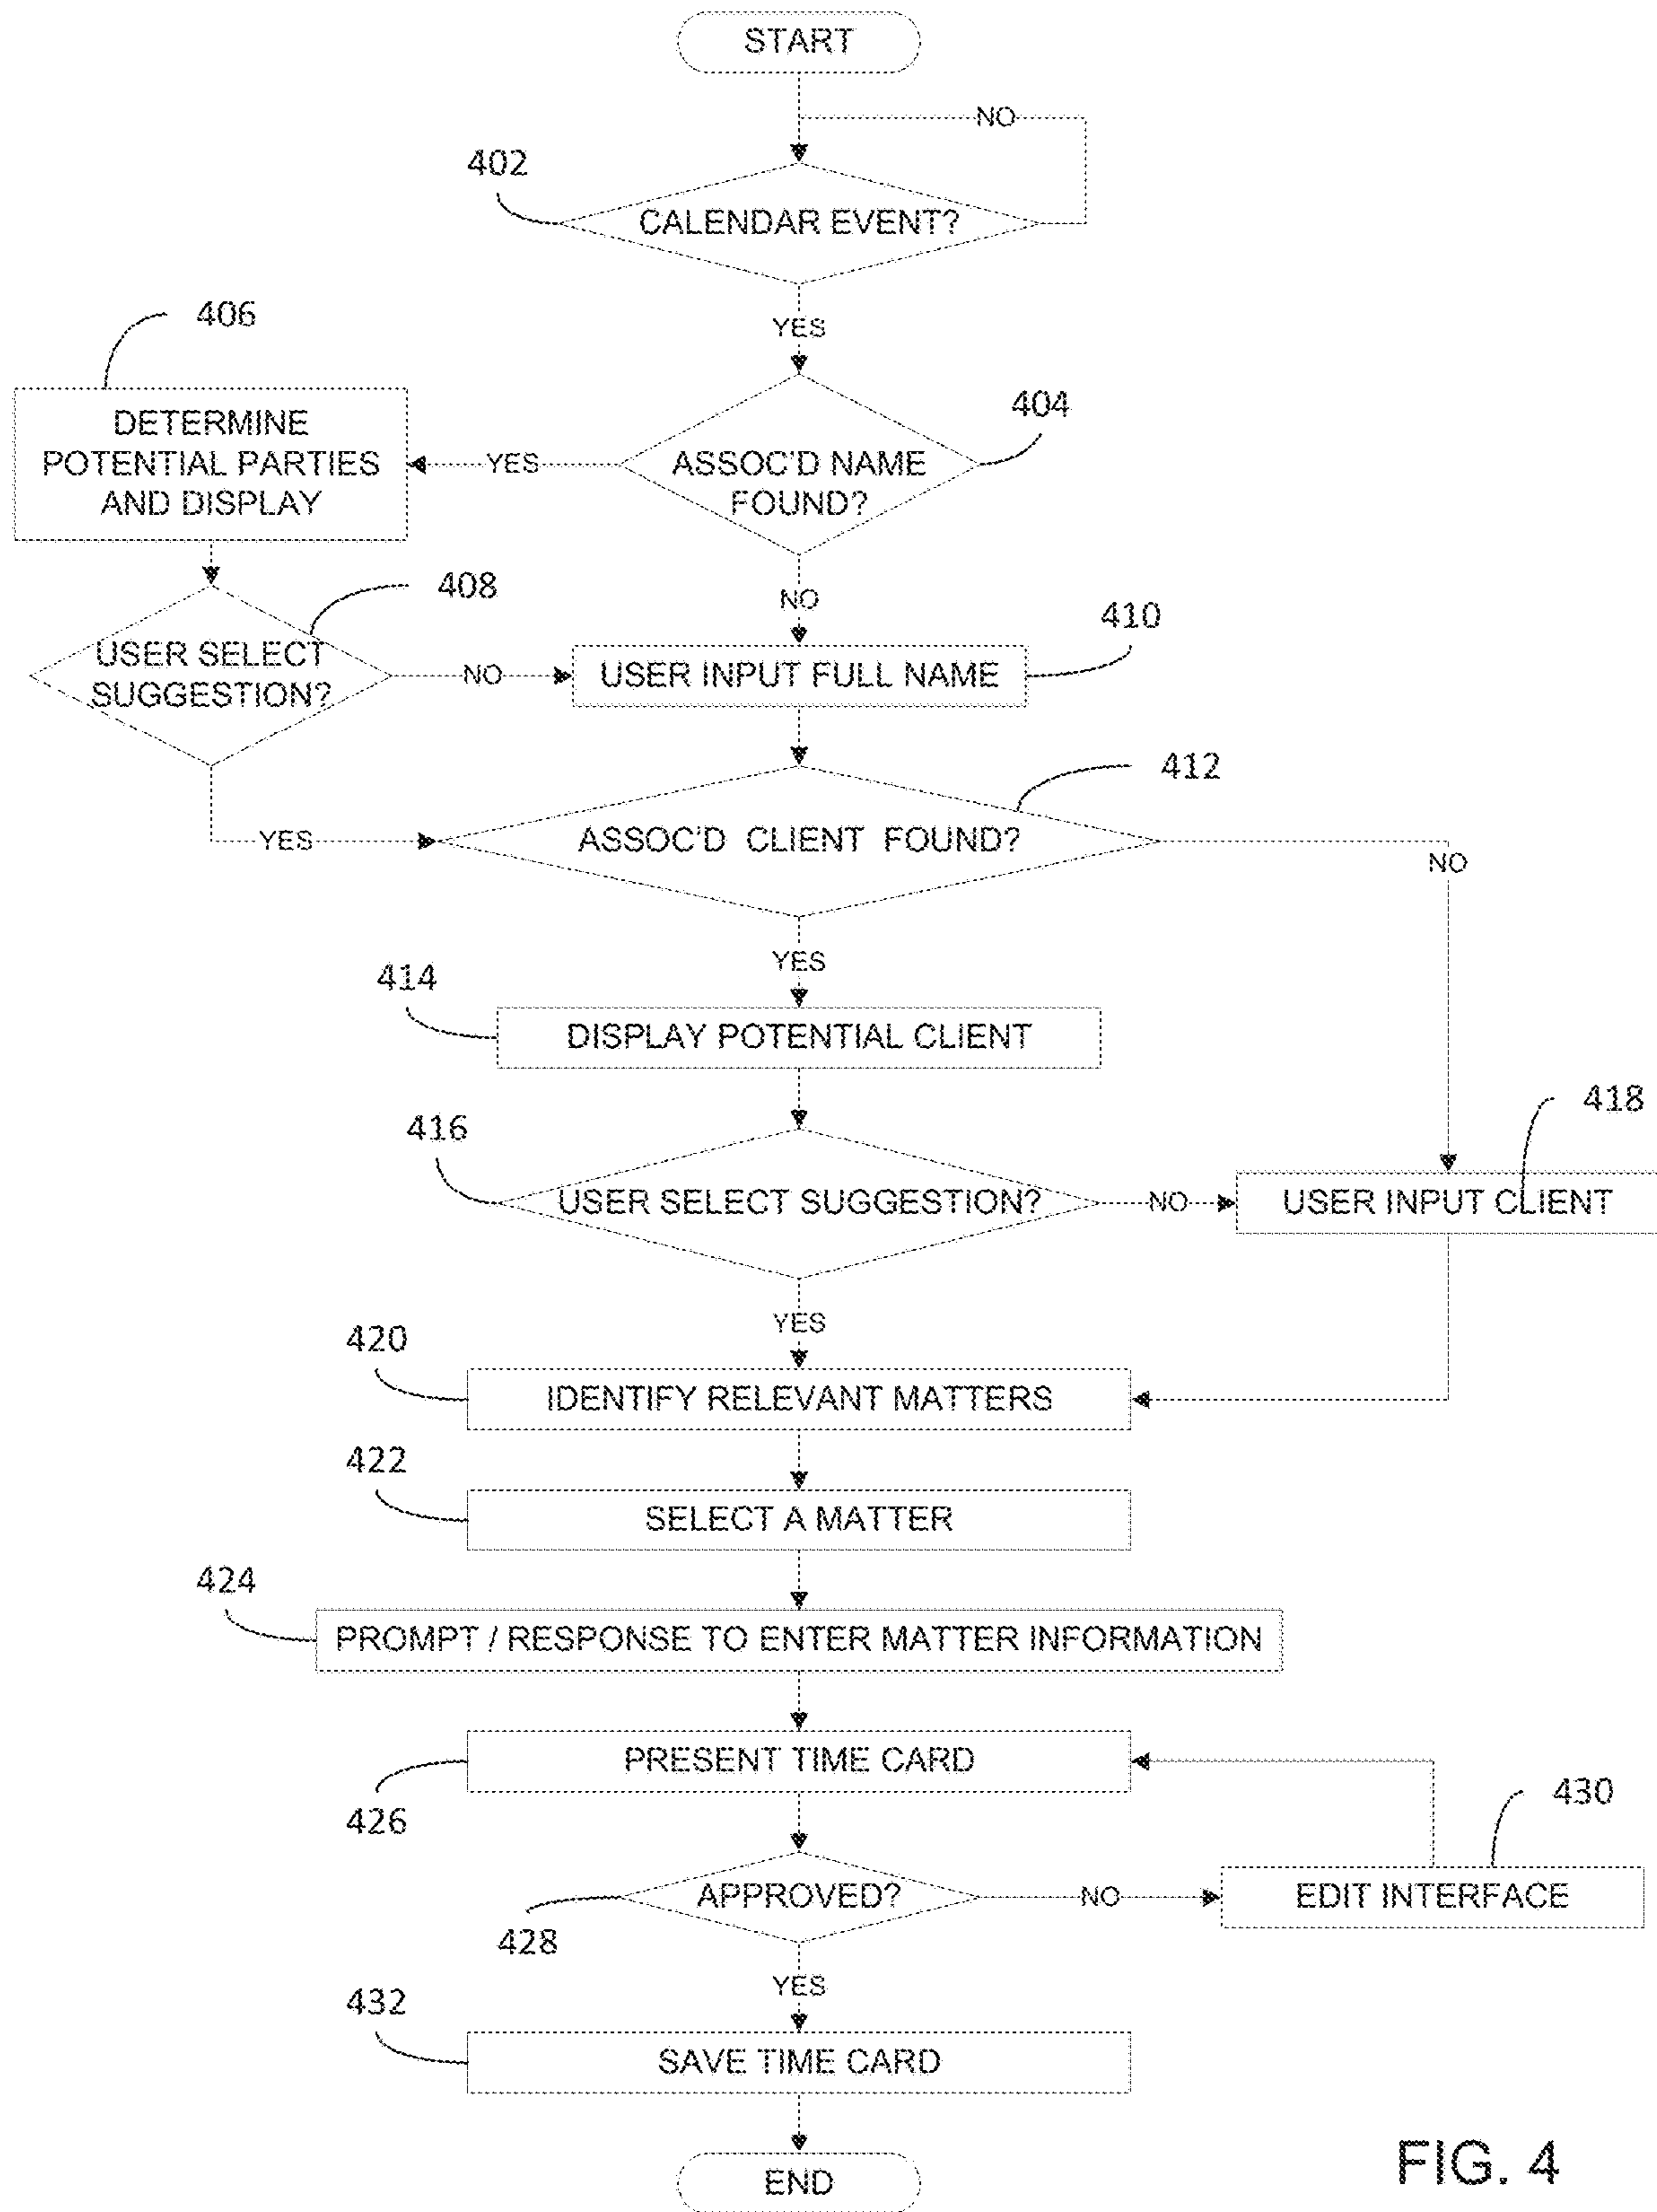 START
NO
402
CALENDAR EVENT?
YES
406
404
DETERMINE
POTENTIAL PARTIES
AND DISPLAY
YES
ASSOC'D NAME
FOUND?
408
NO
410
USER SELECT
SUGGESTION?
NO
USER INPUT FULL NAME
412
YES
ASSOC'D CLIENT FOUND?
NO
YES
414
DISPLAY POTENTIAL CLIENT
416
418
USER SELECT SUGGESTION?
NO
USER INPUT CLIENT
YES
420
IDENTIFY RELEVANT MATTERS
422
SELECT A MATTER
424
PROMPT / RESPONSE TO ENTER MATTER INFORMATION
PRESENT TIME CARD
426
430
APPROVED?
NO
EDIT INTERFACE
428
YES
432
SAVE TIME CARD
END
FIG. 4